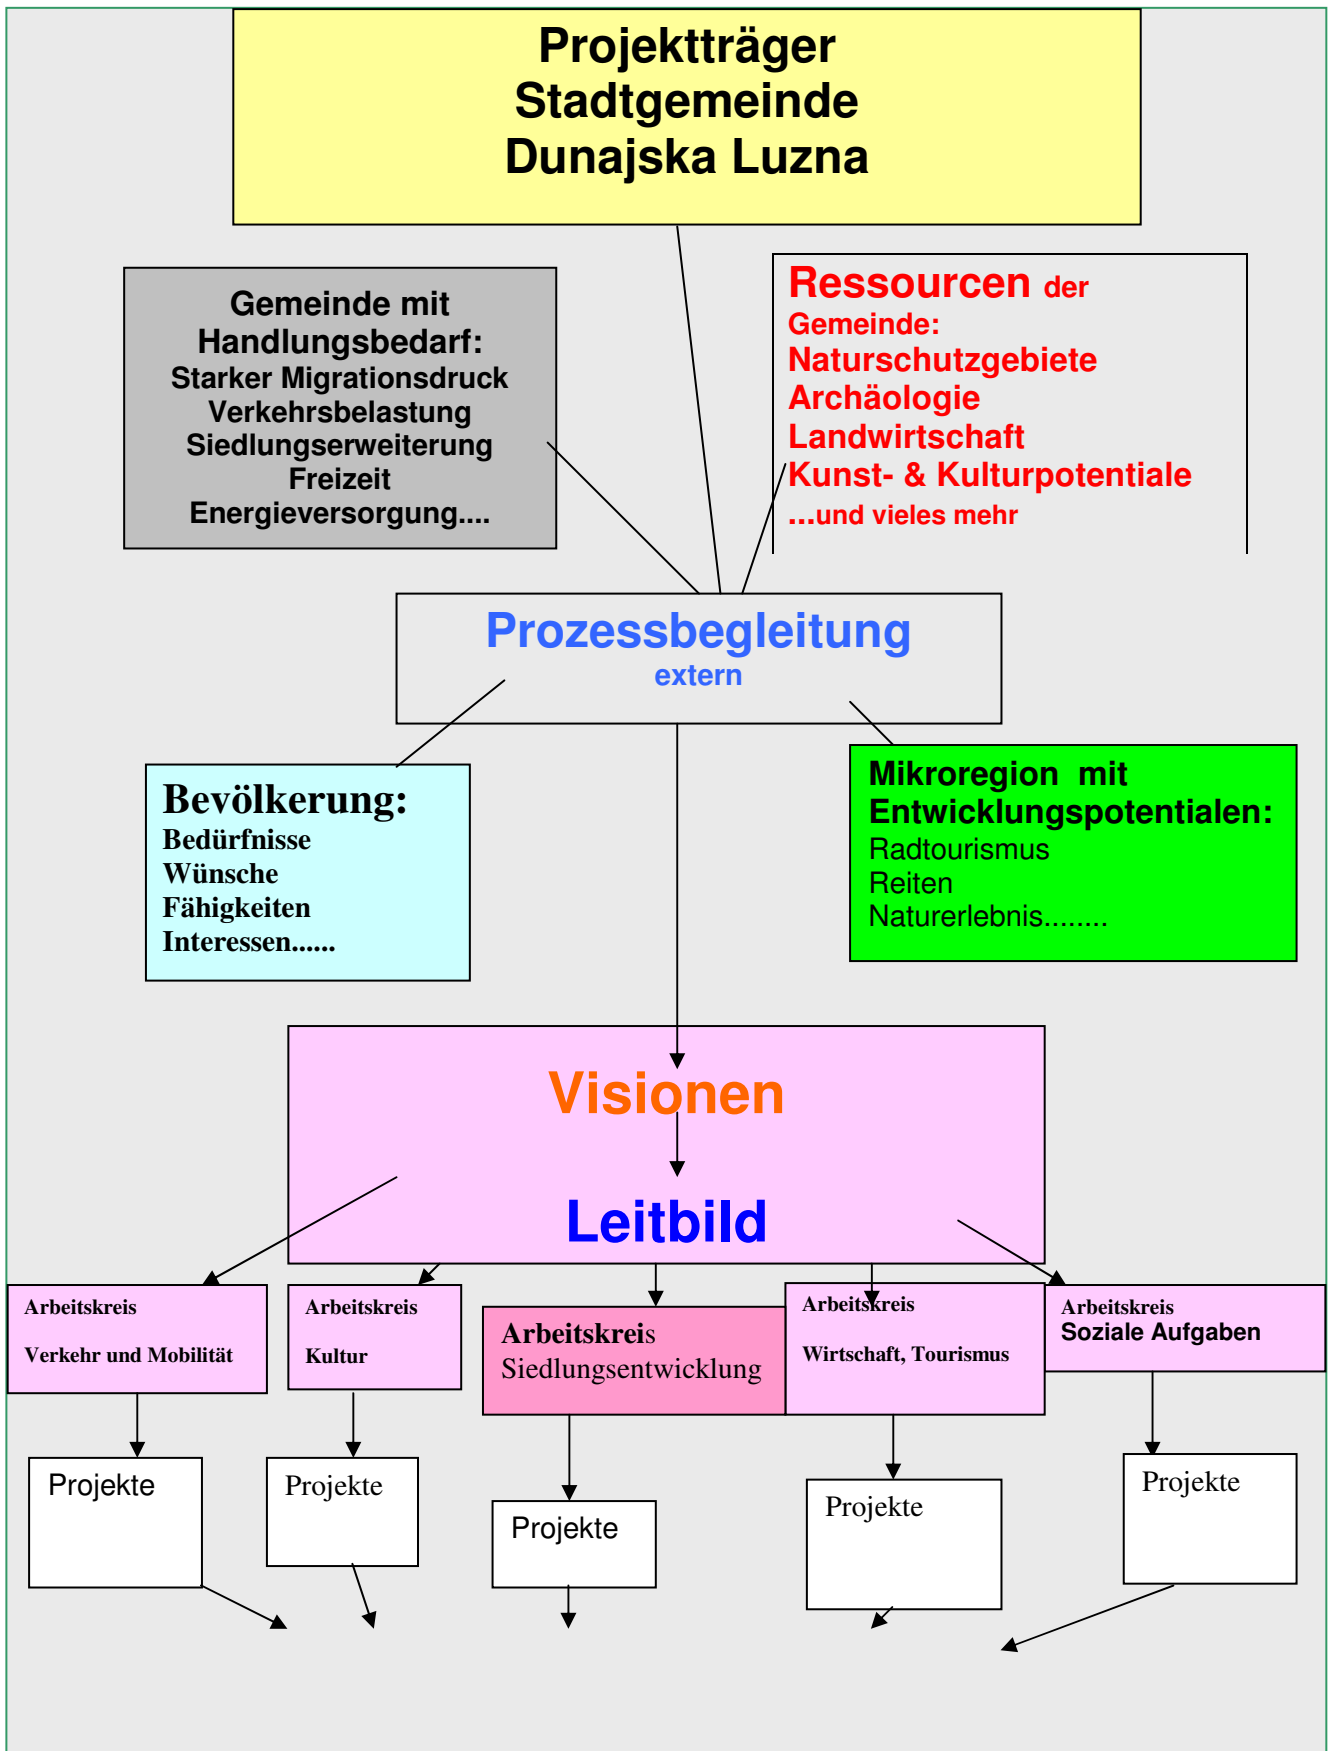 Projektträger
Stadtgemeinde
Dunajska Luzna
Gemeinde mit
Handlungsbedarf:
Starker Migrationsdruck
Verkehrsbelastung
Siedlungserweiterung
Freizeit
Energieversorgung....
Ressourcen der
Gemeinde:
Naturschutzgebiete
Archäologie
Landwirtschaft
Kunst- & Kulturpotentiale
...und vieles mehr
Prozessbegleitung
extern
Bevölkerung:
Bedürfnisse
Wünsche
Fähigkeiten
Interessen......
Mikroregion mit
Entwicklungspotentialen:
Radtourismus
Reiten
Naturerlebnis........
Visionen
Leitbild
Arbeitskreis
Verkehr und Mobilität
Arbeitskreis
Kultur
Arbeitskreis
Siedlungsentwicklung
Arbeitskreis
Wirtschaft, Tourismus
Arbeitskreis
Soziale Aufgaben
Projekte
Projekte
Projekte
Projekte
Projekte